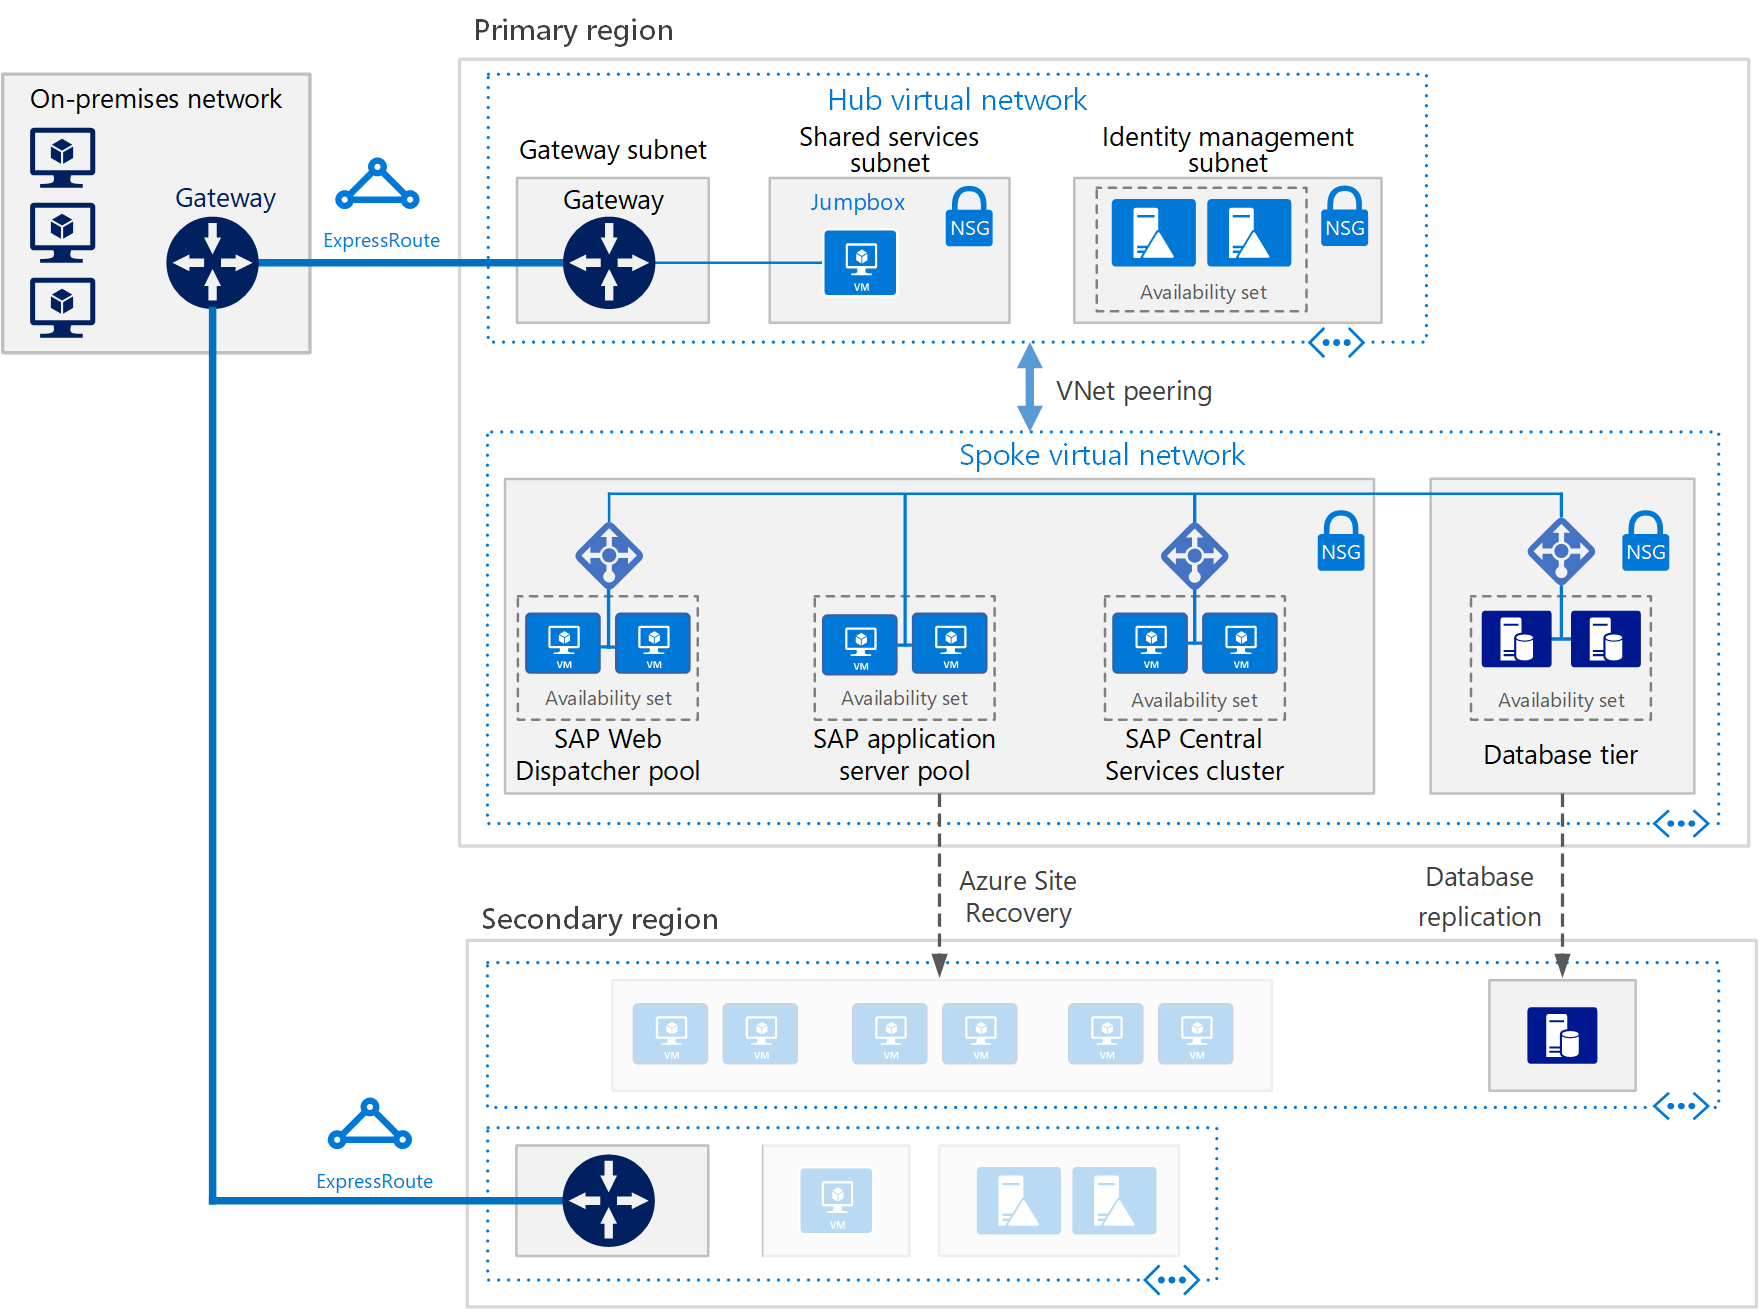 Primary region
On-premises network
Gateway
ExpressRoute
Hub virtual network
Gateway subnet
Gateway
Shared services
subnet
Jumpbox
NSG
VM
Identity management
subnet
NSG
Availability set
VNet peering
Spoke virtual network
NSG
NSG
VM
VM
Availability set
SAP Web
Dispatcher pool
VM
VM
Availability set
SAP application
server pool
VM
VM
Availability set
SAP Central
Services cluster
Availability set
Database tier
Azure Site
Recovery
Database
replication
Secondary region
VM
VM
VM
VM
VM
VM
ExpressRoute
VM